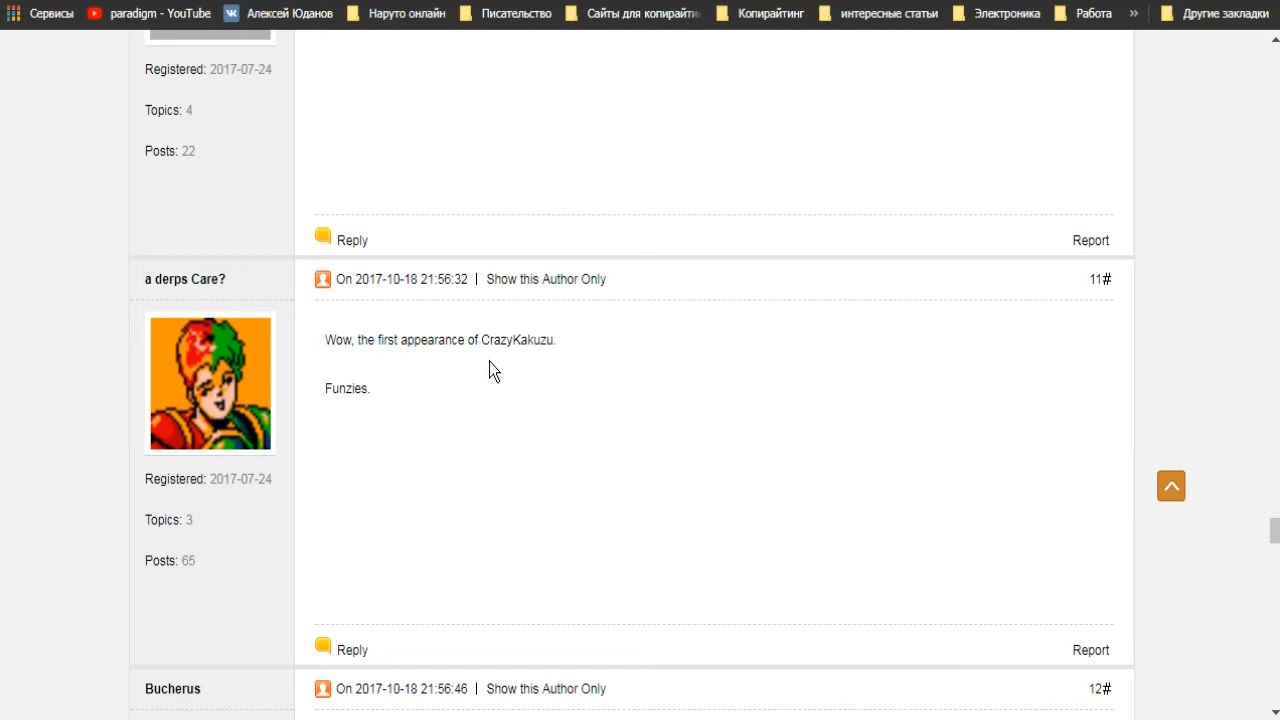 Сервисы paradigm - YouTube Алексей Юданов Наруто онлайн Писательство Сайты для копирайти Копирайтинг интересные статьи Электроника Работа » Другие закладки
Registered: 2017-07-24
Topics: 4
Posts: 22
Reply Report
a derps Care? On 2017-10-18 21:56:32 | Show this Author Only 11#
Wow, the first appearance of CrazyKakuzu.
Funzies.
Registered: 2017-07-24
Topics: 3
Posts: 65
Reply Report
Bucherus On 2017-10-18 21:56:46 | Show this Author Only 12#